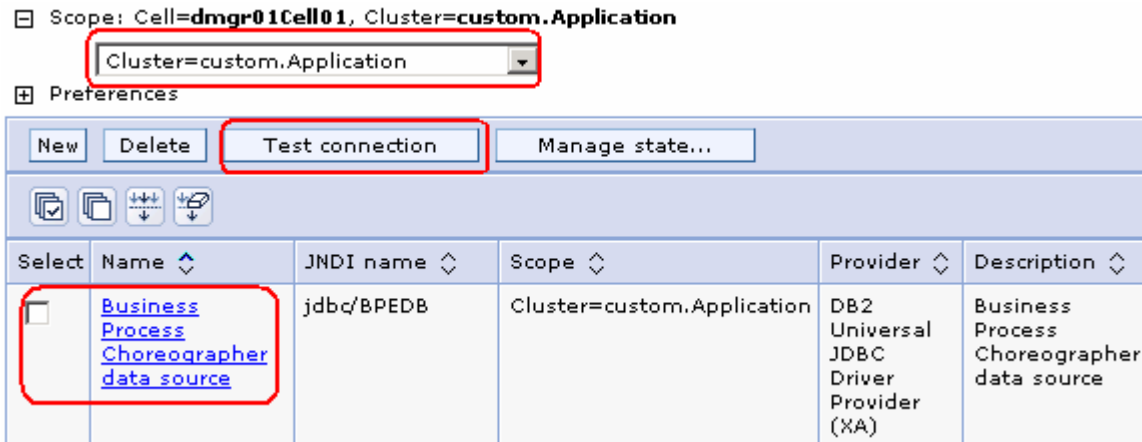 Scope: Cell=dmgr01Cell01, Cluster=custom.Application
Cluster=custom.Application
Preferences
New Delete Test connection Manage state...
Select Name JNDI name Scope Provider Description
Business jdbc/BPEDB Cluster=custom.Application DB2 Business
Process Universal Process
Choreographer JDBC Choreographer
data source Driver data source
Provider
(XA)